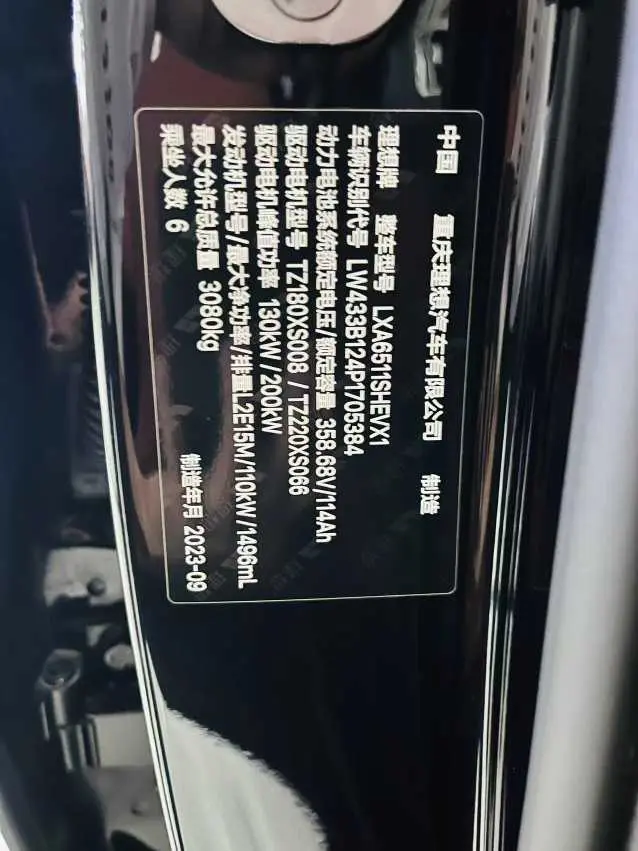 中国 重庆理想汽车有限公司 制造
理想牌 整车型号 LXA6511SHEVX1
车辆识别代号 LW433B124P1705384
动力电池系统额定电压/额定容量 358.68V/114Ah
驱动电机型号 TZ180XS008 / TZ220XS066
驱动电机峰值功率 130kW / 200kW
发动机型号/最大净功率/排量L2E15M/110kW/1496mL
最大允许总质量 3080kg
乘坐人数 6 制造年月 2023-09